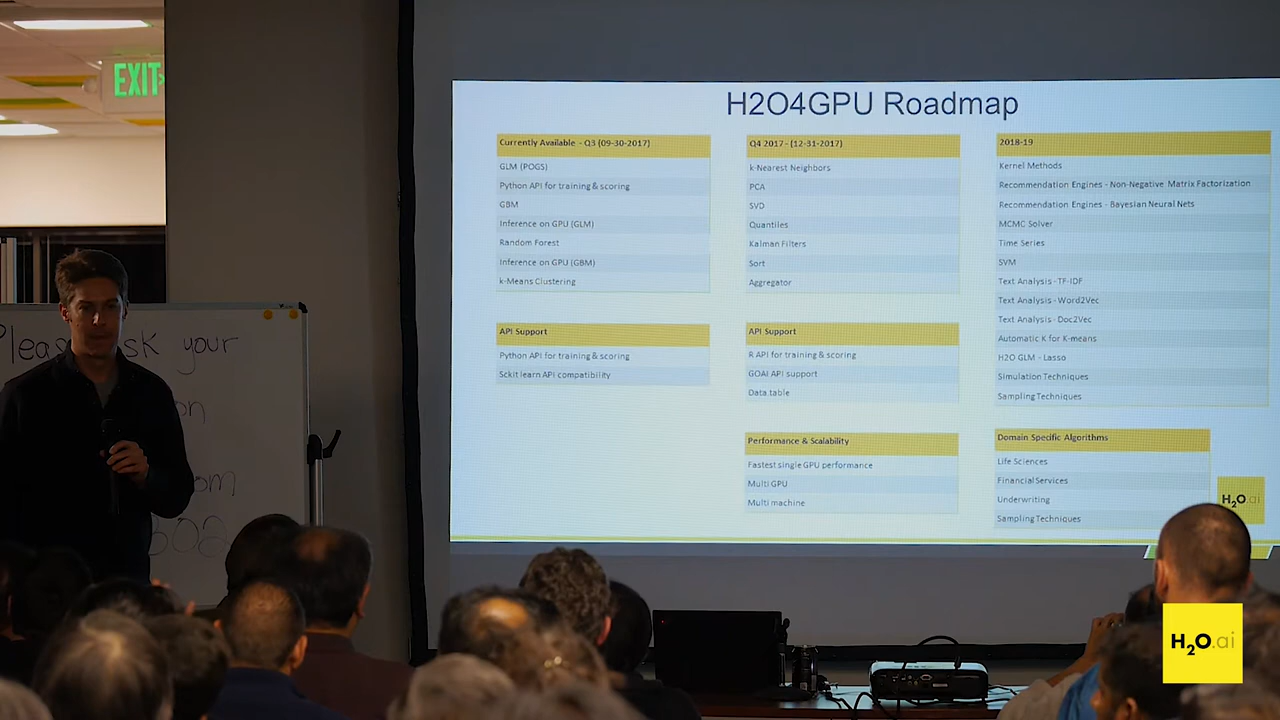 EXIT
H2O4GPU Roadmap
Currently Available - Q3 (09-30-2017)
GLM (POGS)
Python API for training & scoring
GBM
Inference on GPU (GLM)
Random Forest
Inference on GPU (GBM)
k-Means Clustering
API Support
Python API for training & scoring
Sckit learn API compatibility
Q4 2017 - (12-31-2017)
k-Nearest Neighbors
PCA
SVD
Quantiles
Kalman Filters
Sort
Aggregator
API Support
R API for training & scoring
GOAI API support
Data.table
Performance & Scalability
Fastest single GPU performance
Multi GPU
Multi machine
2018-19
Kernel Methods
Recommendation Engines - Non-Negative Matrix Factorization
Recommendation Engines - Bayesian Neural Nets
MCMC Solver
Time Series
SVM
Text Analysis - TF-IDF
Text Analysis - Word2Vec
Text Analysis - Doc2Vec
Automatic K for K-means
H2O GLM - Lasso
Simulation Techniques
Sampling Techniques
Domain Specific Algorithms
Life Sciences
Financial Services
Underwriting
Sampling Techniques
H2O.ai
your
H2O.ai